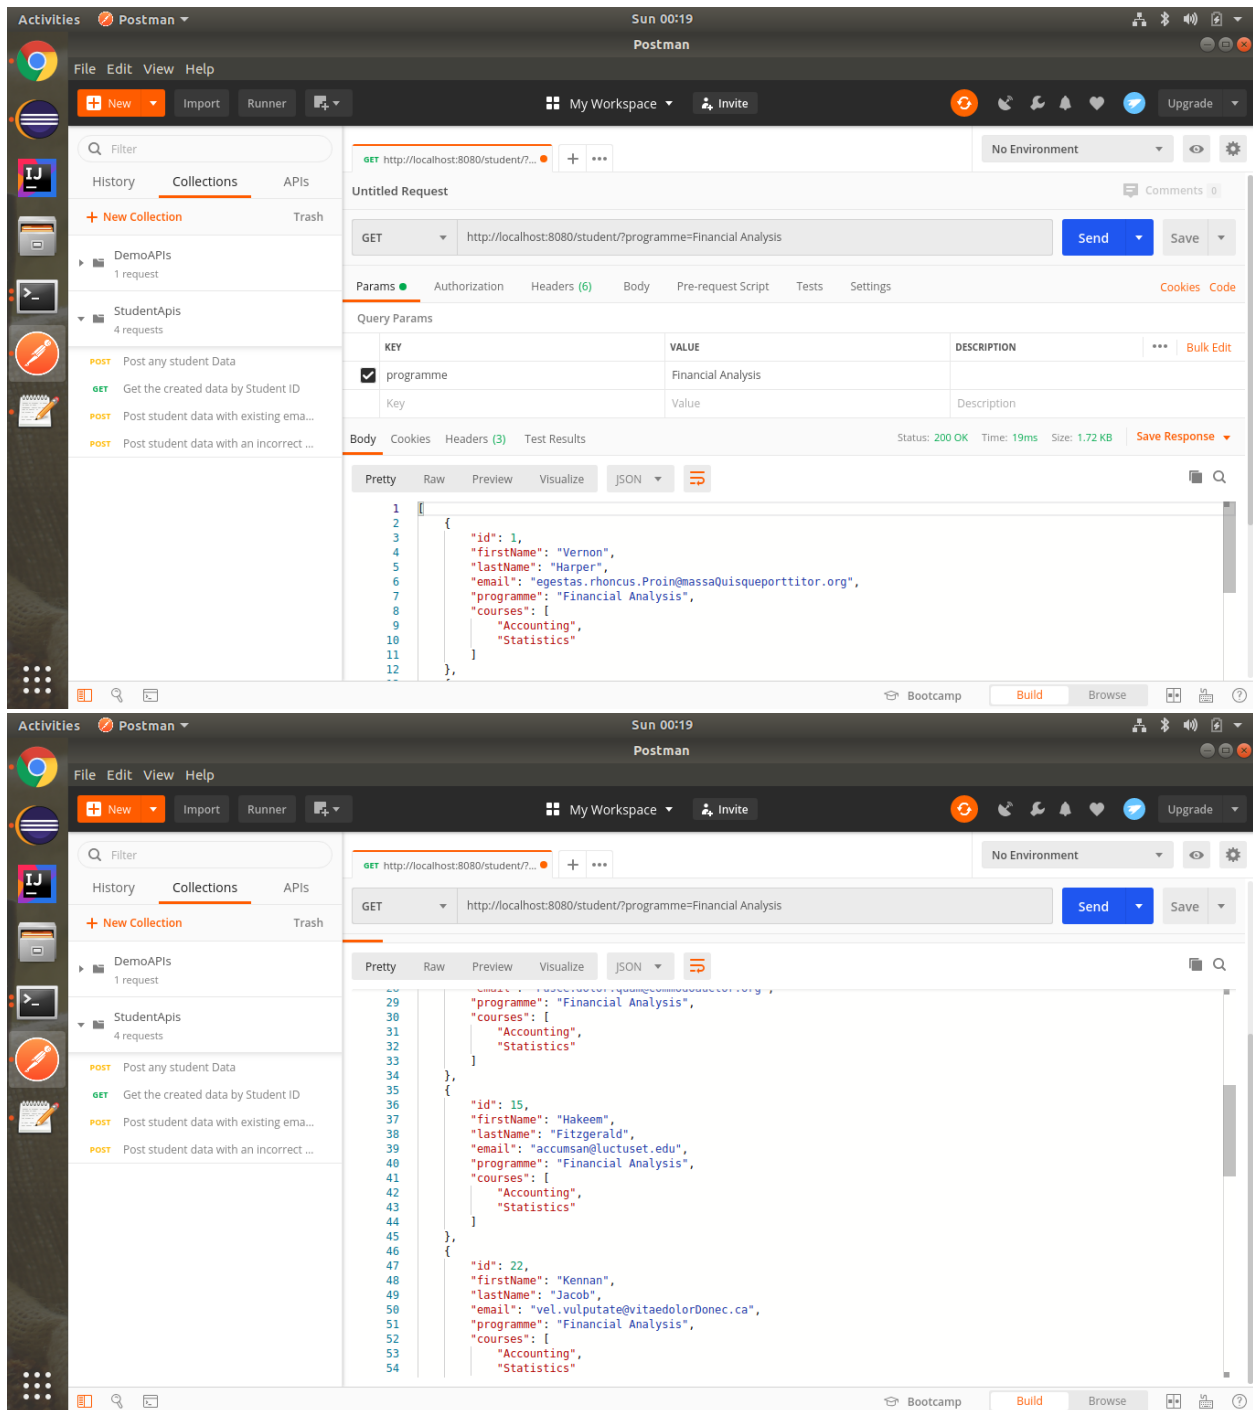 Activities Postman Sun 00:19
Postman
File Edit View Help
New Import Runner My Workspace Invite Upgrade
Filter
GET http://localhost:8080/student/?...
No Environment
History Collections APIs
Untitled Request
Comments 0
New Collection Trash
GET http://localhost:8080/student/?programme=Financial Analysis Send Save
DemoAPIs
1 request
Params Authorization Headers (6) Body Pre-request Script Tests Settings Cookies Code
StudentApis
4 requests
Query Params
KEY VALUE DESCRIPTION Bulk Edit
POST Post any student Data
programme Financial Analysis
GET Get the created data by Student ID
Key Value Description
POST Post student data with existing ema...
POST Post student data with an incorrect ...
Body Cookies Headers (3) Test Results Status: 200 OK Time: 19ms Size: 1.72 KB Save Response
Pretty Raw Preview Visualize JSON
1 [
2 {
3 "id": 1,
4 "firstName": "Vernon",
5 "lastName": "Harper",
6 "email": "egestas.rhoncus.Proin@massaQuisqueporttitor.org",
7 "programme": "Financial Analysis",
8 "courses": [
9 "Accounting",
10 "Statistics"
11 ]
12 },
Bootcamp Build Browse
Activities Postman Sun 00:19
Postman
File Edit View Help
New Import Runner My Workspace Invite Upgrade
Filter
GET http://localhost:8080/student/?...
No Environment
History Collections APIs
GET http://localhost:8080/student/?programme=Financial Analysis Send Save
New Collection Trash
DemoAPIs
1 request
Pretty Raw Preview Visualize JSON
StudentApis
4 requests
POST Post any student Data
GET Get the created data by Student ID
POST Post student data with existing ema...
POST Post student data with an incorrect ...
29 "programme": "Financial Analysis",
30 "courses": [
31 "Accounting",
32 "Statistics"
33 ]
34 },
35 {
36 "id": 15,
37 "firstName": "Hakeem",
38 "lastName": "Fitzgerald",
39 "email": "accumsan@luctuset.edu",
40 "programme": "Financial Analysis",
41 "courses": [
42 "Accounting",
43 "Statistics"
44 ]
45 },
46 {
47 "id": 22,
48 "firstName": "Kennan",
49 "lastName": "Jacob",
50 "email": "vel.vulputate@vitaedolorDonec.ca",
51 "programme": "Financial Analysis",
52 "courses": [
53 "Accounting",
54 "Statistics"
Bootcamp Build Browse